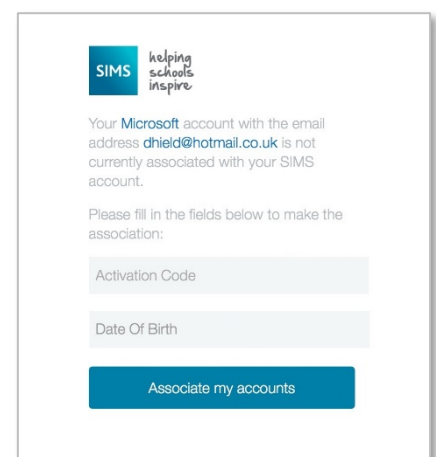 SIMS
helping
schools
inspire
Your Microsoft account with the email
address dhield@hotmail.co.uk is not
currently associated with your SIMS
account.
Please fill in the fields below to make the
association:
Activation Code
Date Of Birth
Associate my accounts